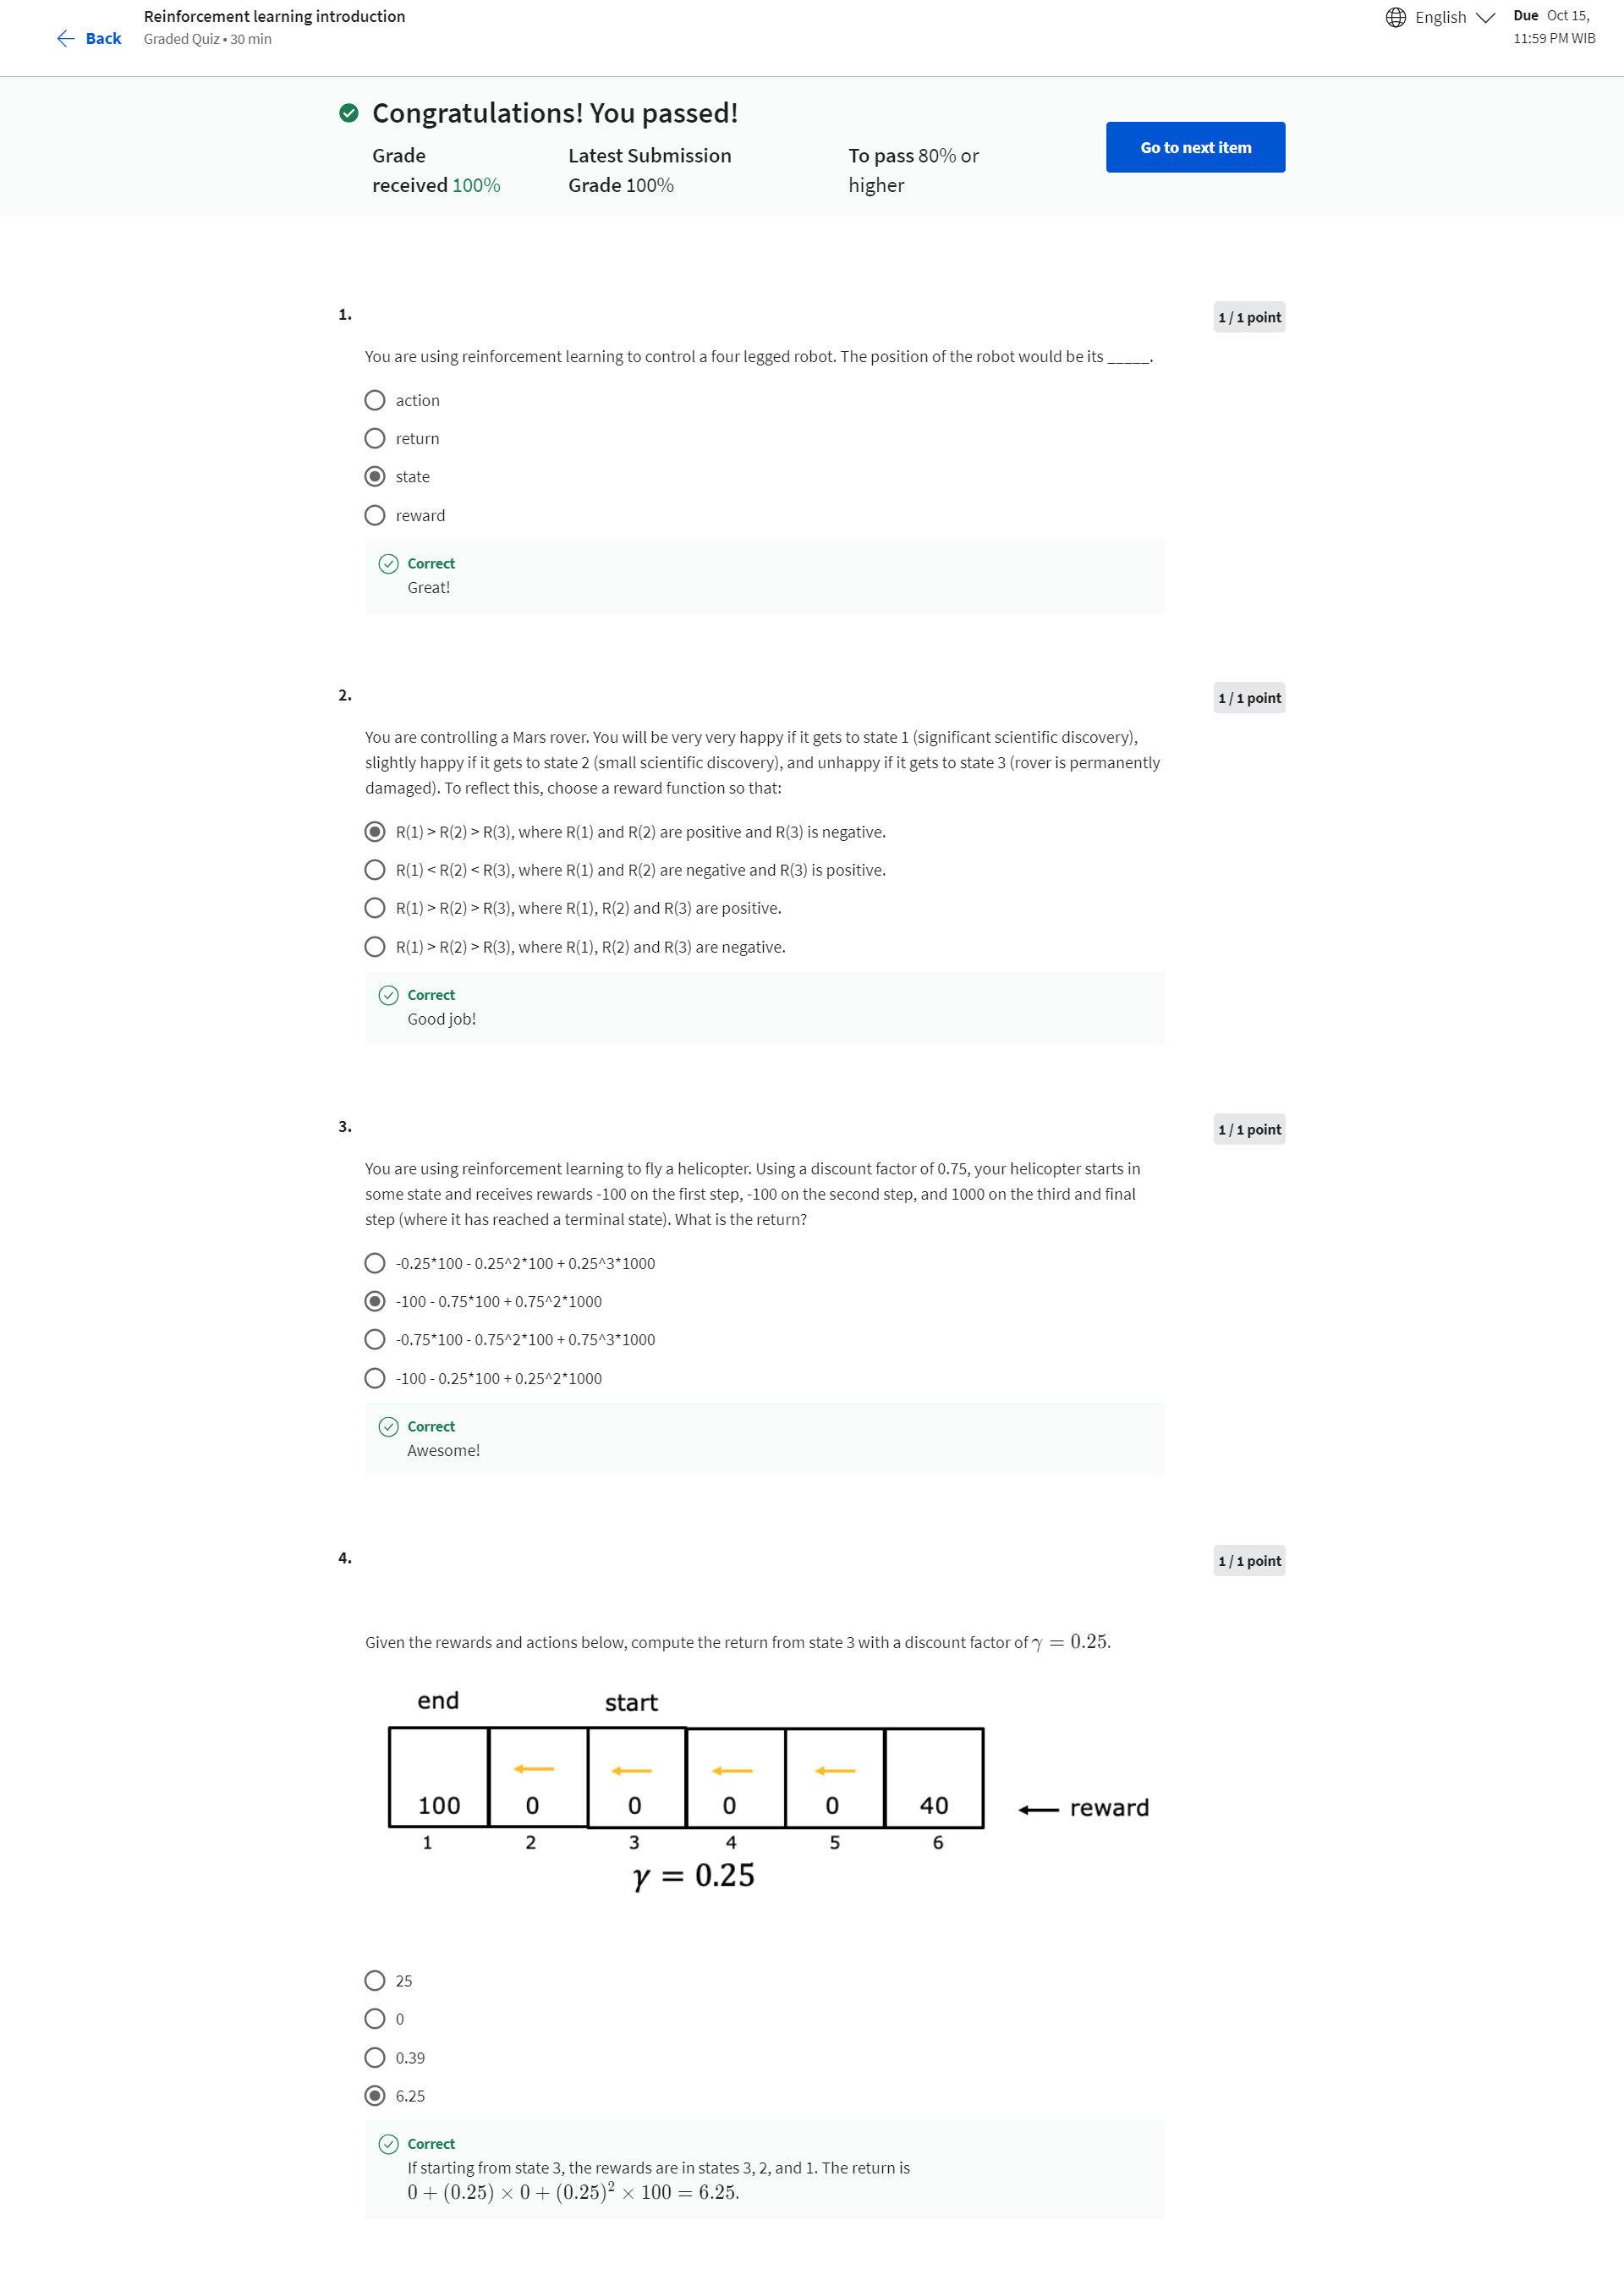 Reinforcement learning introduction
Back
Graded Quiz • 30 min
English
Due Oct 15,
11:59 PM WIB
Congratulations! You passed!
Grade
received 100%
Latest Submission
Grade 100%
To pass 80% or
higher
Go to next item
1.
1 / 1 point
You are using reinforcement learning to control a four legged robot. The position of the robot would be its _____.
action
return
state
reward
Correct
Great!
2.
1 / 1 point
You are controlling a Mars rover. You will be very very happy if it gets to state 1 (significant scientific discovery),
slightly happy if it gets to state 2 (small scientific discovery), and unhappy if it gets to state 3 (rover is permanently
damaged). To reflect this, choose a reward function so that:
R(1) > R(2) > R(3), where R(1) and R(2) are positive and R(3) is negative.
R(1) < R(2) < R(3), where R(1) and R(2) are negative and R(3) is positive.
R(1) > R(2) > R(3), where R(1), R(2) and R(3) are positive.
R(1) > R(2) > R(3), where R(1), R(2) and R(3) are negative.
Correct
Good job!
3.
1 / 1 point
You are using reinforcement learning to fly a helicopter. Using a discount factor of 0.75, your helicopter starts in
some state and receives rewards -100 on the first step, -100 on the second step, and 1000 on the third and final
step (where it has reached a terminal state). What is the return?
-0.25*100 - 0.25^2*100 + 0.25^3*1000
-100 - 0.75*100 + 0.75^2*1000
-0.75*100 - 0.75^2*100 + 0.75^3*1000
-100 - 0.25*100 + 0.25^2*1000
Correct
Awesome!
4.
1 / 1 point
Given the rewards and actions below, compute the return from state 3 with a discount factor of γ = 0.25.
end start
100 0 0 0 0 40 ← reward
1 2 3 4 5 6
γ = 0.25
25
0
0.39
6.25
Correct
If starting from state 3, the rewards are in states 3, 2, and 1. The return is
0 + (0.25) × 0 + (0.25)² × 100 = 6.25.